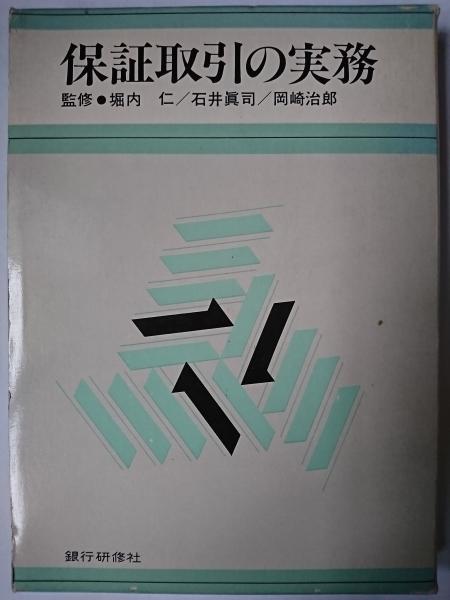 保証取引の実務
監修●堀内　仁／石井眞司／岡崎治郎
銀行研修社